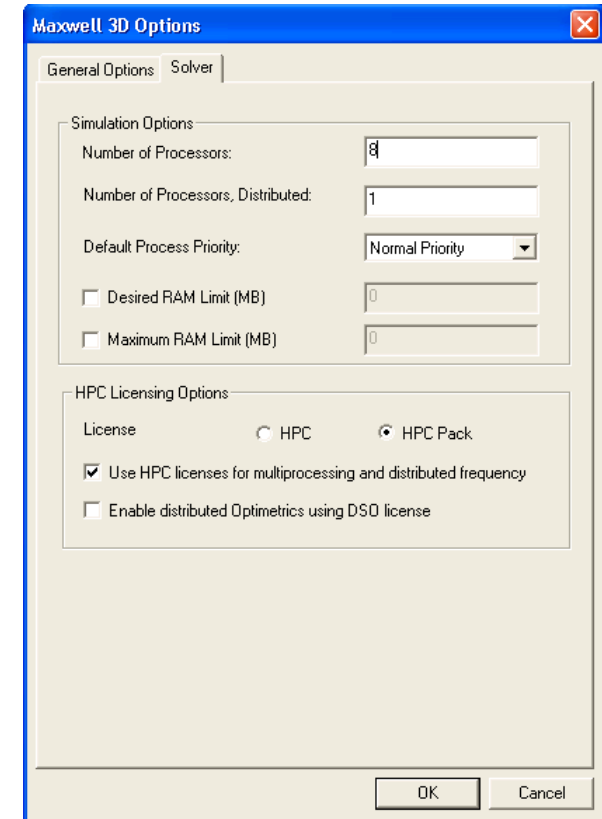 Maxwell 3D Options
General Options Solver
Simulation Options
Number of Processors: 8
Number of Processors, Distributed: 1
Default Process Priority: Normal Priority
Desired RAM Limit (MB) 0
Maximum RAM Limit (MB) 0
HPC Licensing Options
License HPC HPC Pack
Use HPC licenses for multiprocessing and distributed frequency
Enable distributed Optimetrics using DSO license
OK Cancel